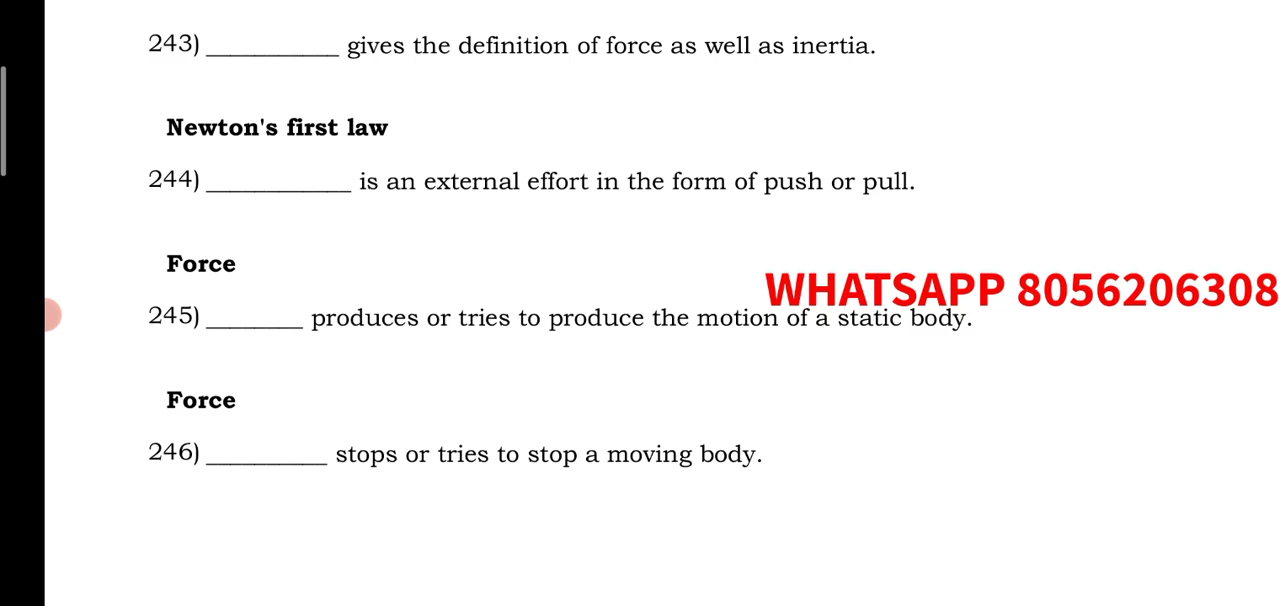 243) ___________ gives the definition of force as well as inertia.
Newton's first law
244) ____________ is an external effort in the form of push or pull.
Force
WHATSAPP 8056206308
245) ________ produces or tries to produce the motion of a static body.
Force
246) __________ stops or tries to stop a moving body.